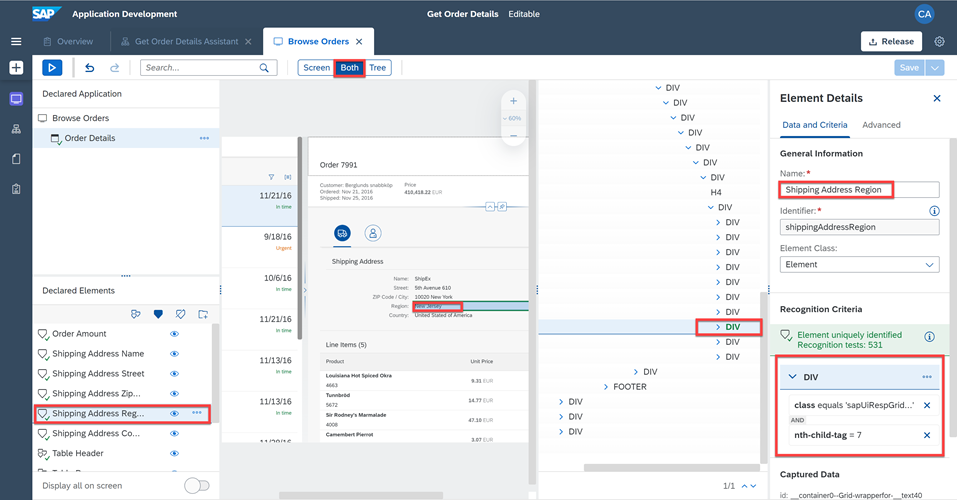 SAP Application Development Get Order Details Editable CA
Overview Get Order Details Assistant Browse Orders Release
Search... Screen Both Tree Save
Declared Application
Browse Orders
Order Details
Declared Elements
Order Amount
Shipping Address Name
Shipping Address Street
Shipping Address Zip...
Shipping Address Reg...
Shipping Address Co...
Table Header
Display all on screen
60%
11/21/16
In time
9/18/16
Urgent
10/6/16
In time
11/21/16
In time
11/13/16
In time
11/13/16
In time
Order 7991
Customer: Berglunds snabbköp
Ordered: Nov 21, 2016
Shipped: Nov 25, 2016
Price
410,418.22 EUR
Shipping Address
Name: ShipEx
Street: 5th Avenue 610
ZIP Code / City: 10020 New York
Region: New Jersey
Country: United Stated of America
Line Items (5)
Product Unit Price
Louisiana Hot Spiced Okra
4663
9.31 EUR
Tunnbröd
5672
14.77 EUR
Sir Rodney's Marmalade
4008
47.10 EUR
Camembert Pierrot
3.07 EUR
DIV
DIV
DIV
DIV
DIV
DIV
DIV
H4
DIV
DIV
DIV
DIV
DIV
DIV
DIV
DIV
DIV
DIV
DIV
DIV
FOOTER
DIV
DIV
DIV
1/1
Element Details
Data and Criteria Advanced
General Information
Name: *
Shipping Address Region
Identifier: *
shippingAddressRegion
Element Class:
Element
Recognition Criteria
Element uniquely identified
Recognition tests: 531
DIV
class equals 'sapUiRespGrid...'
AND
nth-child-tag = 7
Captured Data
id: __container0--Grid-wrapperfor-__text40